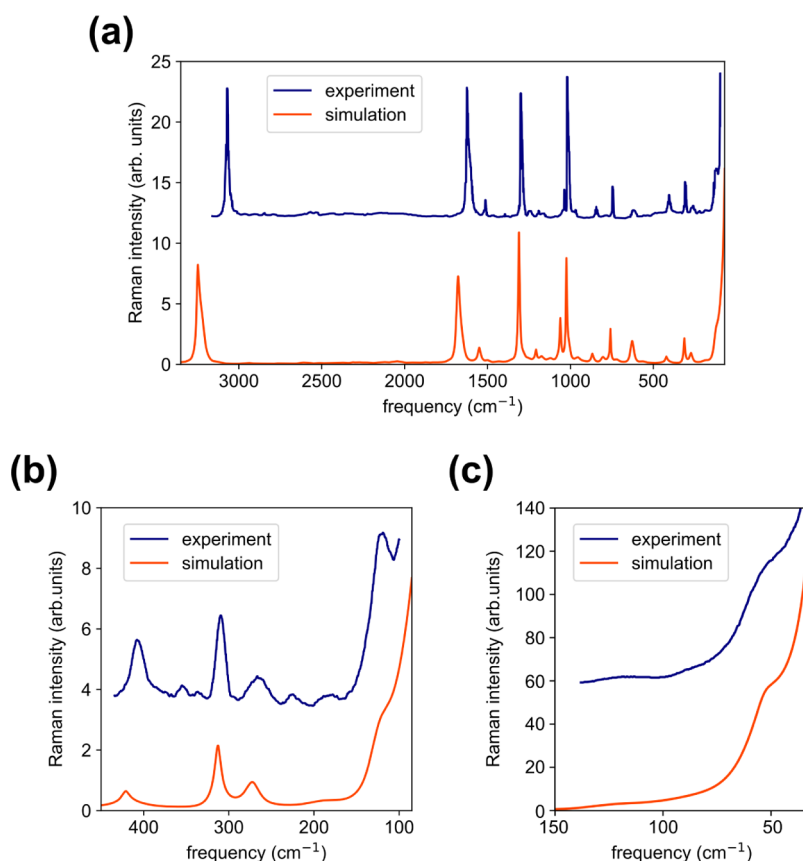 (a)
25
20
15
10
5
0
Raman intensity (arb. units)
experiment
simulation
3000 2500 2000 1500 1000 500
frequency (cm⁻¹)
(b)
10
8
6
4
2
0
Raman intensity (arb.units)
experiment
simulation
400 300 200 100
frequency (cm⁻¹)
(c)
140
120
100
80
60
40
20
0
Raman intensity (arb.units)
experiment
simulation
150 100 50
frequency (cm⁻¹)